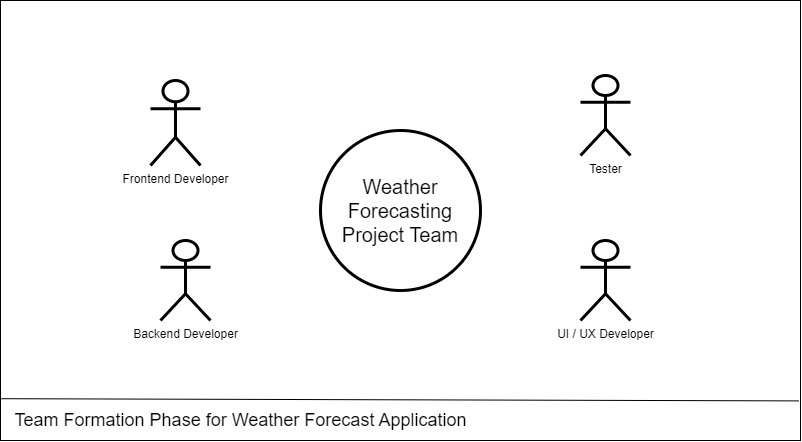 Frontend Developer
Tester
Weather
Forecasting
Project Team
Backend Developer
UI / UX Developer
Team Formation Phase for Weather Forecast Application